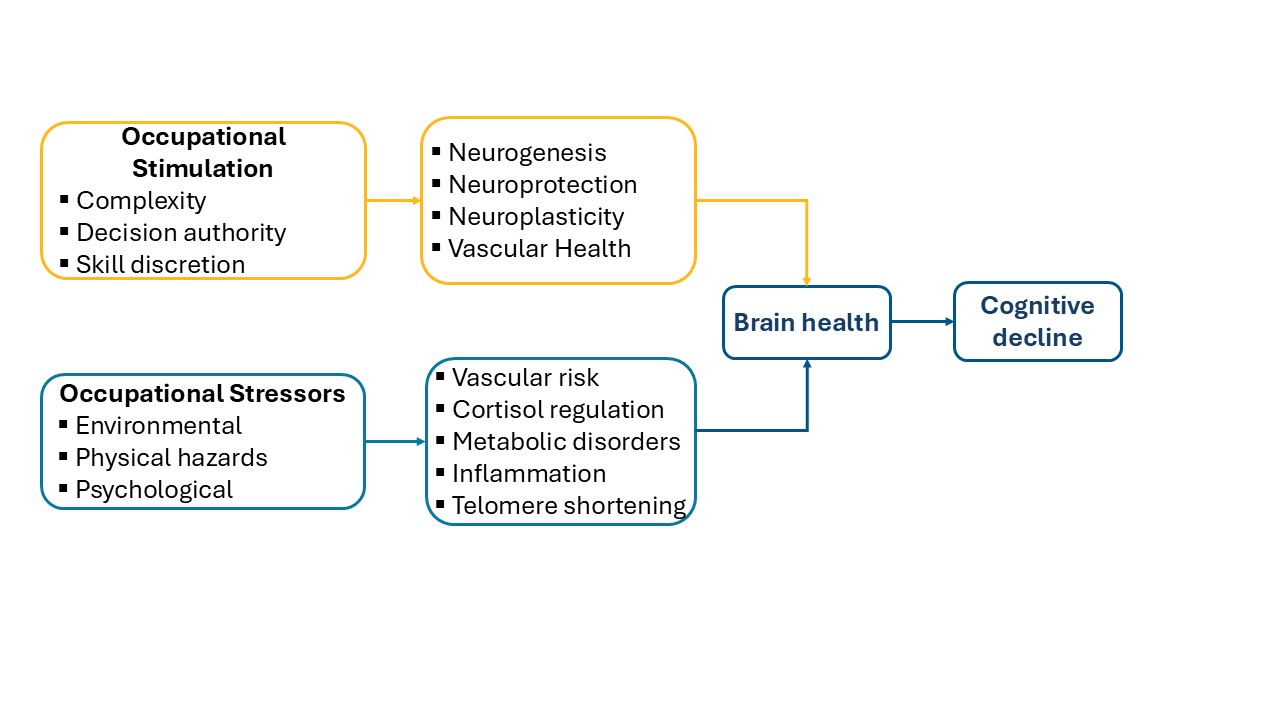 Occupational
Stimulation
▪ Complexity
▪ Decision authority
▪ Skill discretion
▪ Neurogenesis
▪ Neuroprotection
▪ Neuroplasticity
▪ Vascular Health
Occupational Stressors
▪ Environmental
▪ Physical hazards
▪ Psychological
▪ Vascular risk
▪ Cortisol regulation
▪ Metabolic disorders
▪ Inflammation
▪ Telomere shortening
Brain health
Cognitive
decline